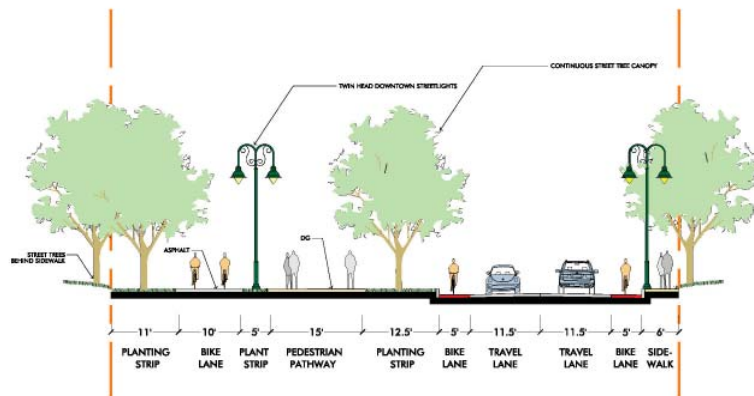 CONTINUOUS STREET TREE CANOPY
TWIN HEAD DOWNTOWN STREETLIGHTS
STREET TREES
BEHIND SIDEWALK
ASPHALT
DG
11'
10'
5'
15'
12.5'
5'
11.5'
11.5'
5'
6'
PLANTING
STRIP
BIKE
LANE
PLANT
STRIP
PEDESTRIAN
PATHWAY
PLANTING
STRIP
BIKE
LANE
TRAVEL
LANE
TRAVEL
LANE
BIKE
LANE
SIDE-
WALK